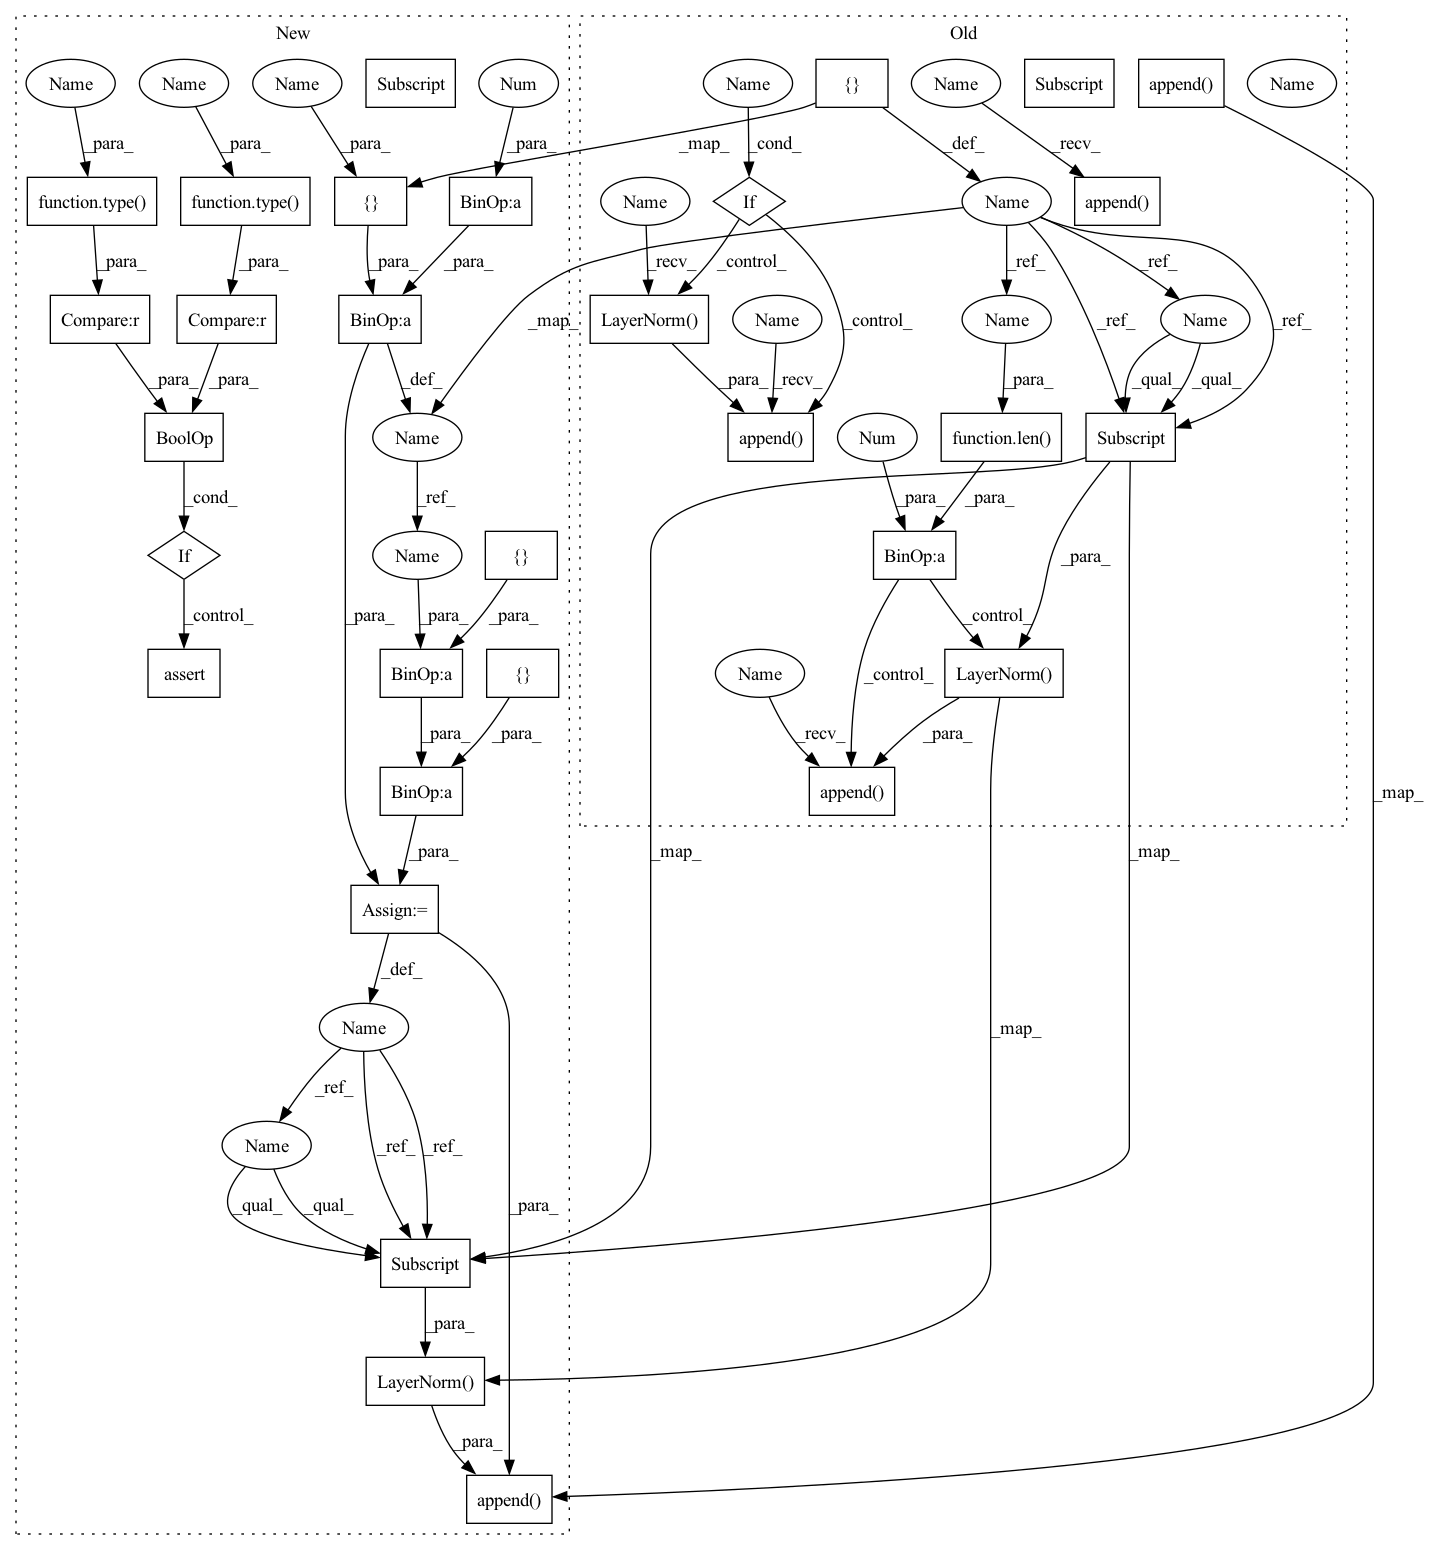 New
Old
Name
Name
Name
Subscript
Num
Name
{}
Name
Subscript
append()
Name
_para_
_para_
_para_
_para_
_map_
_cond_
_def_
_recv_
function.type()
function.type()
{}
BinOp:a
Name
If
Name
append()
_para_
_para_
_para_
_para_
_recv_
_control_
_ref_
_ref_
Compare:r
Compare:r
BinOp:a
_map_
LayerNorm()
Name
_control_
Name
_ref_
Name
_ref_
_para_
_para_
_def_
_para_
_recv_
_para_
_qual_
_qual_
BoolOp
Name
append()
Num
function.len()
Subscript
_cond_
_ref_
_para_
_para_
If
Name
{}
BinOp:a
_para_
_control_
_para_
_para_
_para_
_control_
assert
BinOp:a
{}
Name
_control_
LayerNorm()
_para_
_para_
_recv_
_para_
BinOp:a
append()
_map_
_para_
_map_
_map_
Assign:=
_def_
Name
_map_
_ref_
Name
_ref_
_ref_
_qual_
_qual_
_para_
Subscript
_para_
LayerNorm()
_para_
append()